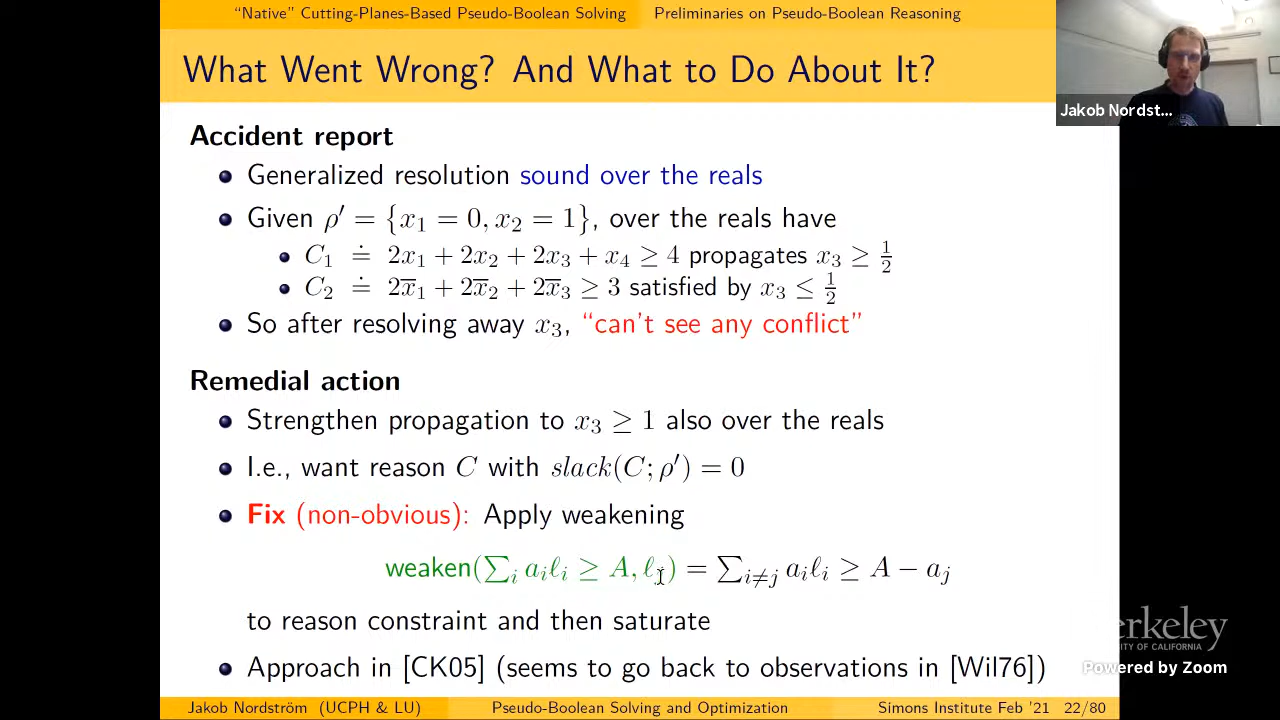 “Native” Cutting-Planes-Based Pseudo-Boolean Solving    Preliminaries on Pseudo-Boolean Reasoning
What Went Wrong? And What to Do About It?
Jakob Nordst...
Accident report
Generalized resolution sound over the reals
Given ρ′ = {x₁ = 0, x₂ = 1}, over the reals have
C₁ ≐ 2x₁ + 2x₂ + 2x₃ + x₄ ≥ 4 propagates x₃ ≥ 1/2
C₂ ≐ 2x̅₁ + 2x̅₂ + 2x̅₃ ≥ 3 satisfied by x₃ ≤ 1/2
So after resolving away x₃, “can’t see any conflict”
Remedial action
Strengthen propagation to x₃ ≥ 1 also over the reals
I.e., want reason C with slack(C; ρ′) = 0
Fix (non-obvious): Apply weakening
weaken(∑ᵢ aᵢℓᵢ ≥ A, ℓⱼ) = ∑ᵢ≠ⱼ aᵢℓᵢ ≥ A − aⱼ
to reason constraint and then saturate
Approach in [CK05] (seems to go back to observations in [Wil76])
erkeley
TY OF CALIFORNIA
Powered by Zoom
Jakob Nordström (UCPH & LU)    Pseudo-Boolean Solving and Optimization    Simons Institute Feb ’21    22/80